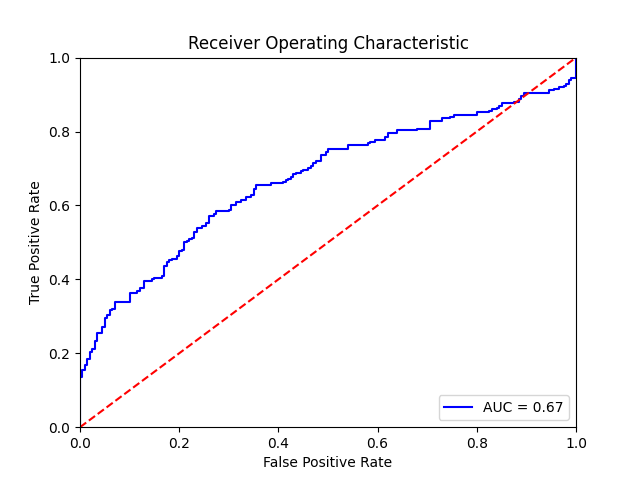 Receiver Operating Characteristic
True Positive Rate
1.0
0.8
0.6
0.4
0.2
0.0
AUC = 0.67
0.0 0.2 0.4 0.6 0.8 1.0
False Positive Rate